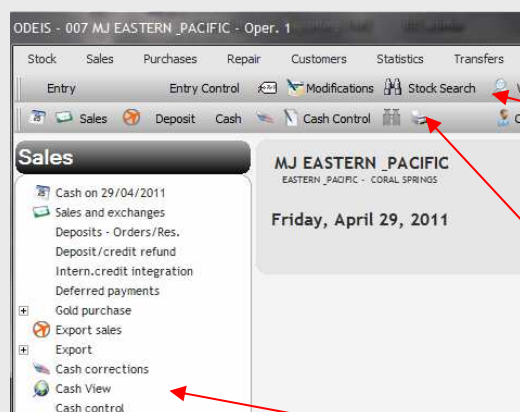 ODEIS - 007 MJ EASTERN _PACIFIC - Oper. 1
Stock Sales Purchases Repair Customers Statistics Transfers
Entry Entry Control Modifications Stock Search
Sales Deposit Cash Cash Control
Sales
Cash on 29/04/2011
Sales and exchanges
Deposits - Orders/Res.
Deposit/credit refund
Intern.credit integration
Deferred payments
Gold purchase
Export sales
Export
Cash corrections
Cash View
Cash control
MJ EASTERN _PACIFIC
EASTERN _PACIFIC - CORAL SPRINGS
Friday, April 29, 2011